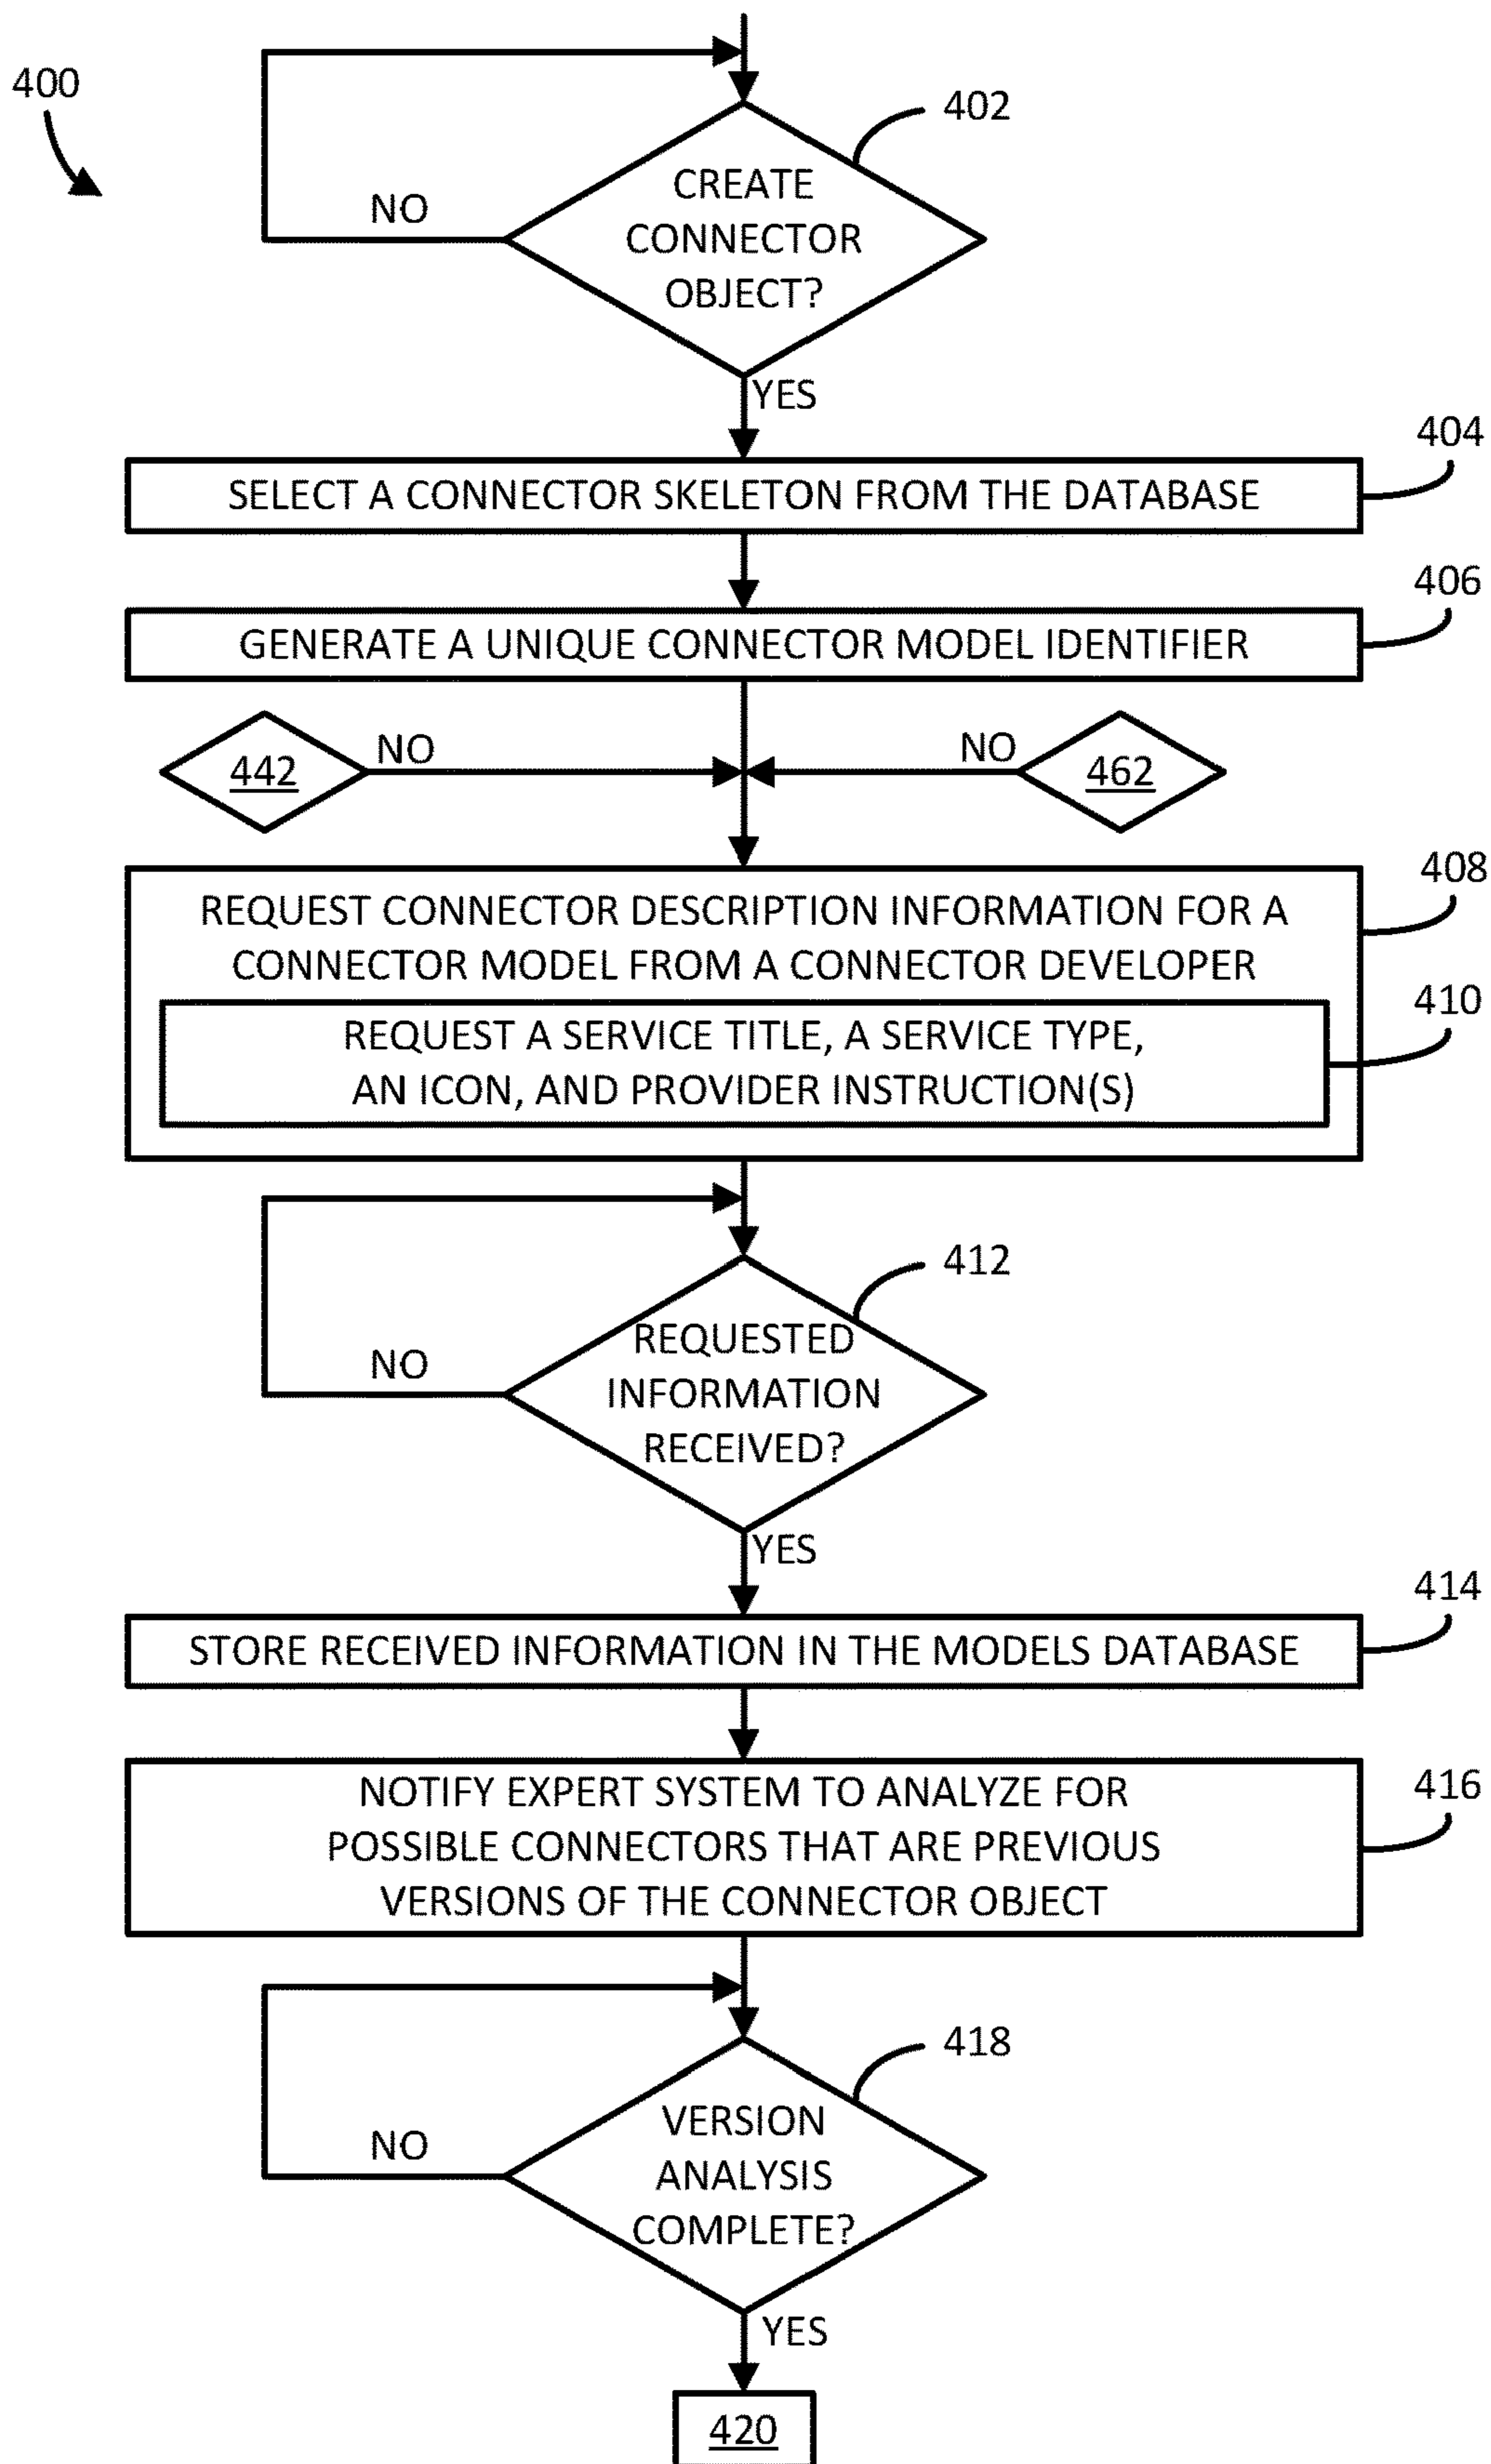 400
402
CREATE
CONNECTOR
OBJECT?
NO
YES
404
SELECT A CONNECTOR SKELETON FROM THE DATABASE
406
GENERATE A UNIQUE CONNECTOR MODEL IDENTIFIER
442
NO
NO
462
408
REQUEST CONNECTOR DESCRIPTION INFORMATION FOR A
CONNECTOR MODEL FROM A CONNECTOR DEVELOPER
410
REQUEST A SERVICE TITLE, A SERVICE TYPE,
AN ICON, AND PROVIDER INSTRUCTION(S)
412
REQUESTED
INFORMATION
RECEIVED?
NO
YES
414
STORE RECEIVED INFORMATION IN THE MODELS DATABASE
416
NOTIFY EXPERT SYSTEM TO ANALYZE FOR
POSSIBLE CONNECTORS THAT ARE PREVIOUS
VERSIONS OF THE CONNECTOR OBJECT
418
VERSION
ANALYSIS
COMPLETE?
NO
YES
420